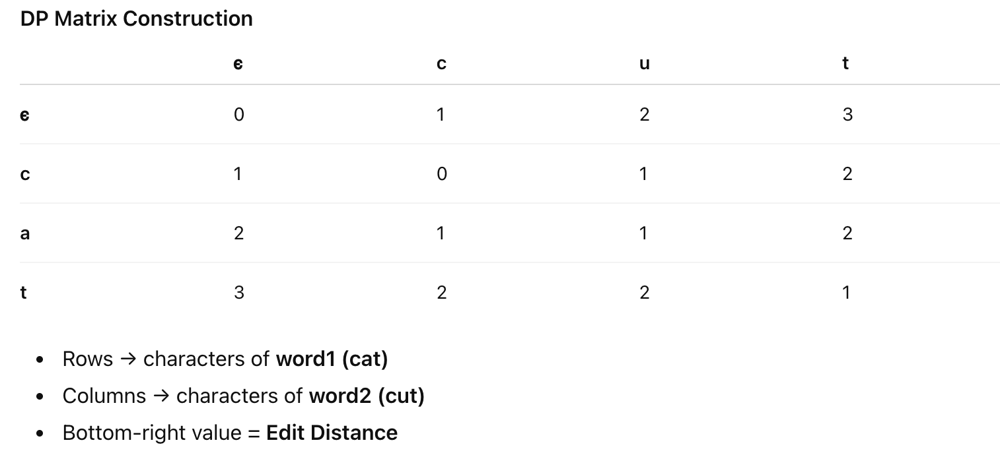 DP Matrix Construction
ϵ c u t
ϵ 0 1 2 3
c 1 0 1 2
a 2 1 1 2
t 3 2 2 1
• Rows → characters of word1 (cat)
• Columns → characters of word2 (cut)
• Bottom-right value = Edit Distance